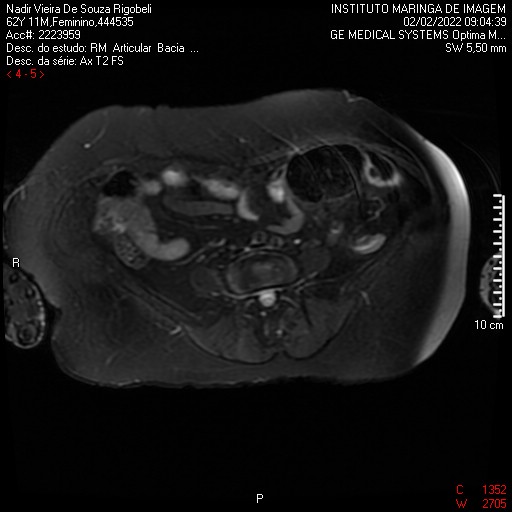 Nadir Vieira De Souza Rigobeli
62Y 11M,Feminino,444535
Acc#: 2223959
Desc. do estudo: RM Articular Bacia ...
Desc. da série: Ax T2 FS
< 4 - 5 >
INSTITUTO MARINGA DE IMAGEM
02/02/2022 09:04:39
GE MEDICAL SYSTEMS Optima M...
SW 5,50 mm
R
10 cm
P
C 1352
W 2705